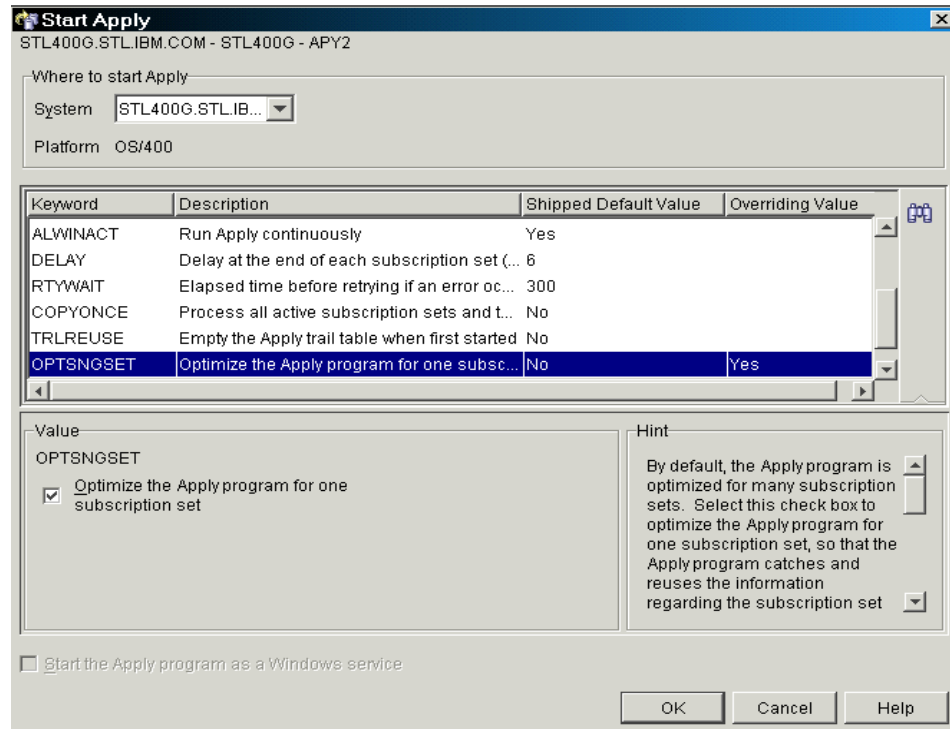 Start Apply
STL400G.STL.IBM.COM - STL400G - APY2
Where to start Apply
System STL400G.STL.IB...
Platform OS/400
Keyword Description Shipped Default Value Overriding Value
ALWINACT Run Apply continuously Yes
DELAY Delay at the end of each subscription set (... 6
RTYWAIT Elapsed time before retrying if an error oc... 300
COPYONCE Process all active subscription sets and t... No
TRLREUSE Empty the Apply trail table when first started No
OPTSNGSET Optimize the Apply program for one subsc... No Yes
Value
OPTSNGSET
Optimize the Apply program for one
subscription set
Hint
By default, the Apply program is
optimized for many subscription
sets. Select this check box to
optimize the Apply program for
one subscription set, so that the
Apply program catches and
reuses the information
regarding the subscription set
Start the Apply program as a Windows service
OK Cancel Help